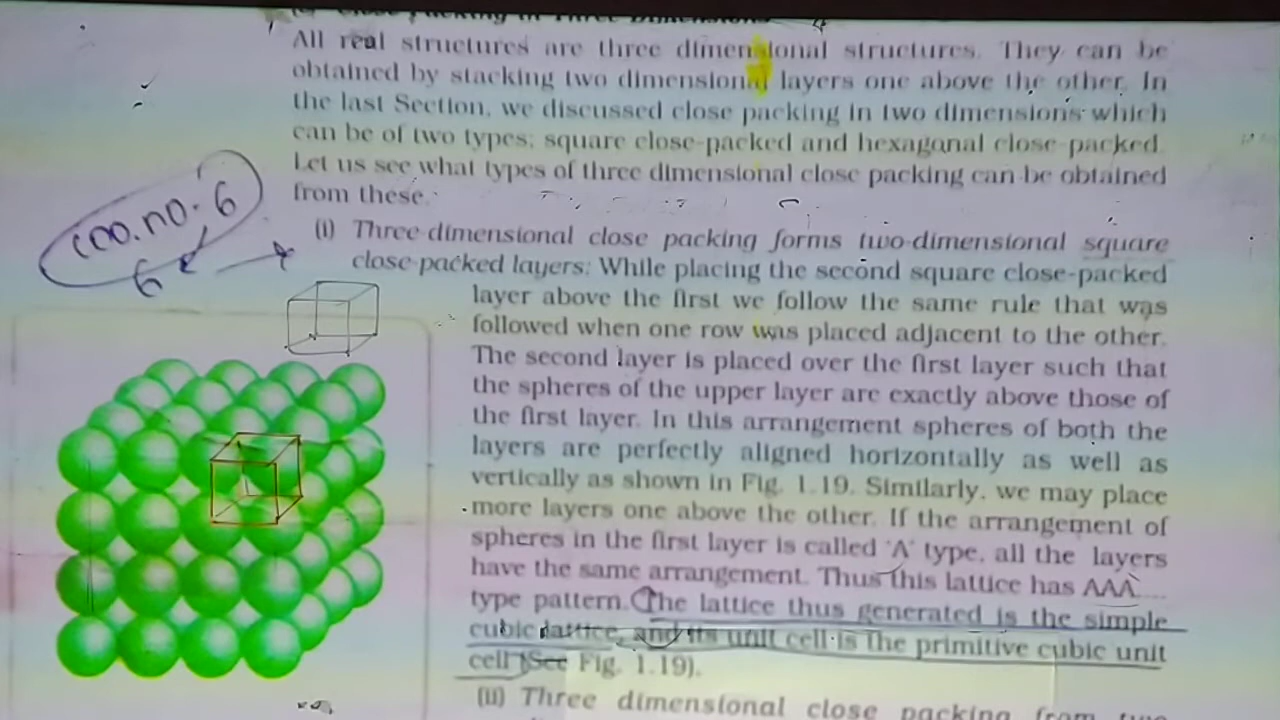 (c) Close Packing in Three Dimensions
All real structures are three dimensional structures. They can be
obtained by stacking two dimensional layers one above the other. In
the last Section, we discussed close packing in two dimensions which
can be of two types; square close-packed and hexagonal close-packed.
Let us see what types of three dimensional close packing can be obtained
from these.
coo.no. 6
6
(i) Three-dimensional close packing forms two-dimensional square
close-packed layers: While placing the second square close-packed
layer above the first we follow the same rule that was
followed when one row was placed adjacent to the other.
The second layer is placed over the first layer such that
the spheres of the upper layer are exactly above those of
the first layer. In this arrangement spheres of both the
layers are perfectly aligned horizontally as well as
vertically as shown in Fig. 1.19. Similarly, we may place
more layers one above the other. If the arrangement of
spheres in the first layer is called 'A' type, all the layers
have the same arrangement. Thus this lattice has AAA....
type pattern. The lattice thus generated is the simple
cubic lattice, and its unit cell is the primitive cubic unit
cell (See Fig. 1.19).
(ii) Three dimensional close packing from two